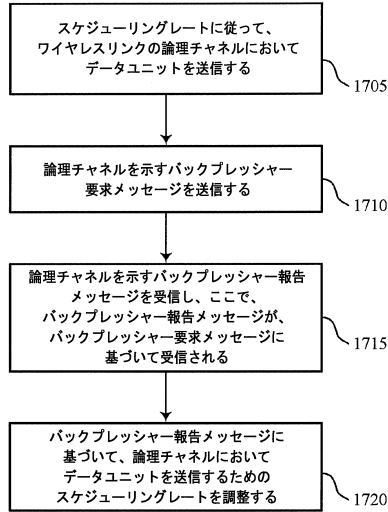 スケジューリングレートに従って、
ワイヤレスリンクの論理チャネルにおいて
データユニットを送信する
1705
論理チャネルを示すバックプレッシャー
要求メッセージを送信する
1710
論理チャネルを示すバックプレッシャー報告
メッセージを受信し、ここで、
バックプレッシャー報告メッセージが、
バックプレッシャー要求メッセージに
基づいて受信される
1715
バックプレッシャー報告メッセージに
基づいて、論理チャネルにおいて
データユニットを送信するための
スケジューリングレートを調整する
1720